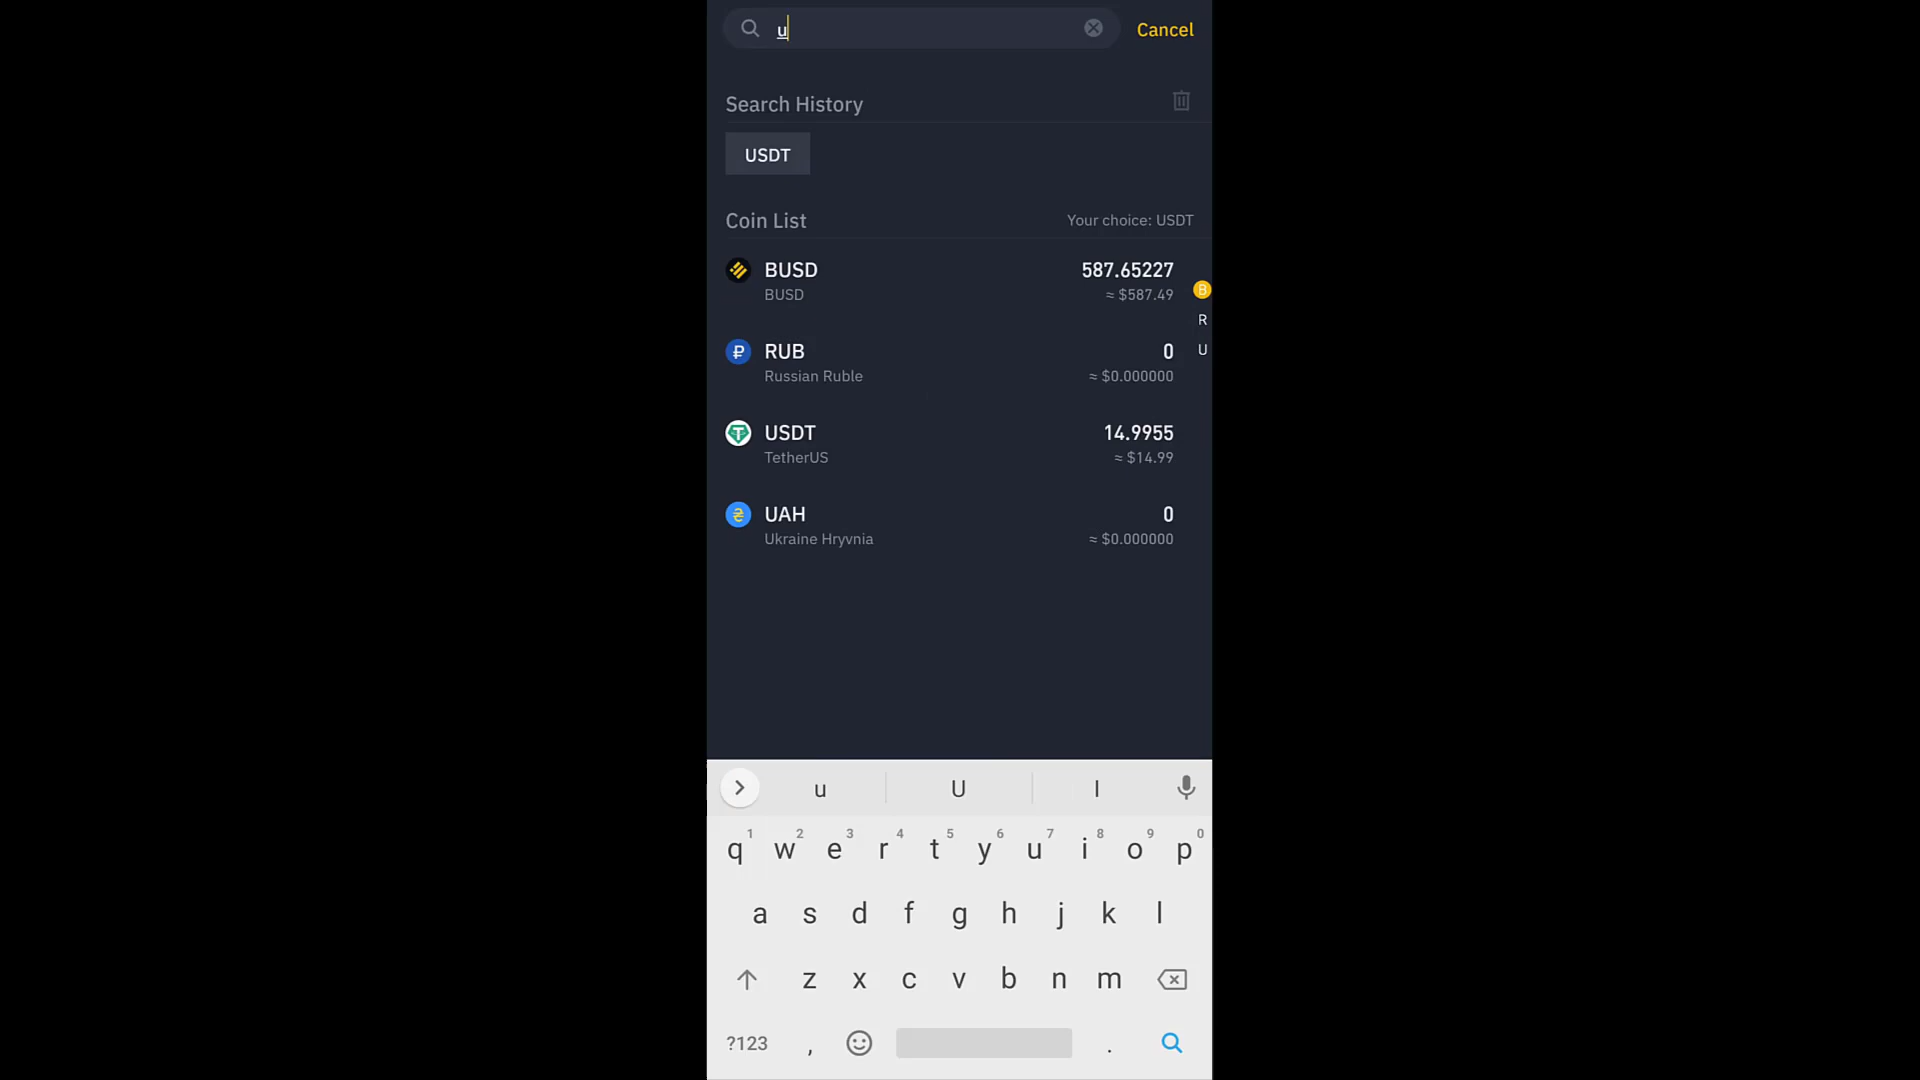 u
Cancel
Search History
USDT
Coin List
Your choice: USDT
BUSD
587.65227
BUSD
≈ $587.49
B
R
U
RUB
0
Russian Ruble
≈ $0.000000
USDT
14.9955
TetherUS
≈ $14.99
UAH
0
Ukraine Hryvnia
≈ $0.000000
u U I
1 2 3 4 5 6 7 8 9 0
q w e r t y u i o p
a s d f g h j k l
z x c v b n m
?123 , .